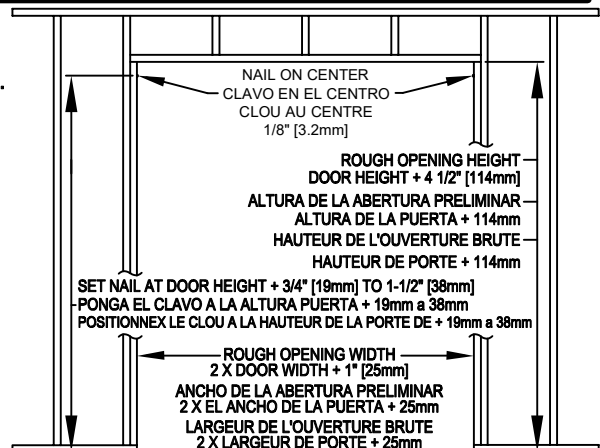 NAIL ON CENTER
CLAVO EN EL CENTRO
CLOU AU CENTRE
1/8" [3.2mm]
ROUGH OPENING HEIGHT
DOOR HEIGHT + 4 1/2" [114mm]
ALTURA DE LA ABERTURA PRELIMINAR
ALTURA DE LA PUERTA + 114mm
HAUTEUR DE L'OUVERTURE BRUTE
HAUTEUR DE PORTE + 114mm
SET NAIL AT DOOR HEIGHT + 3/4" [19mm] TO 1-1/2" [38mm]
PONGA EL CLAVO A LA ALTURA PUERTA + 19mm a 38mm
POSITIONNEX LE CLOU A LA HAUTEUR DE LA PORTE DE + 19mm a 38mm
ROUGH OPENING WIDTH
2 X DOOR WIDTH + 1" [25mm]
ANCHO DE LA ABERTURA PRELIMINAR
2 X EL ANCHO DE LA PUERTA + 25mm
LARGEUR DE L'OUVERTURE BRUTE
2 X LARGEUR DE PORTE + 25mm